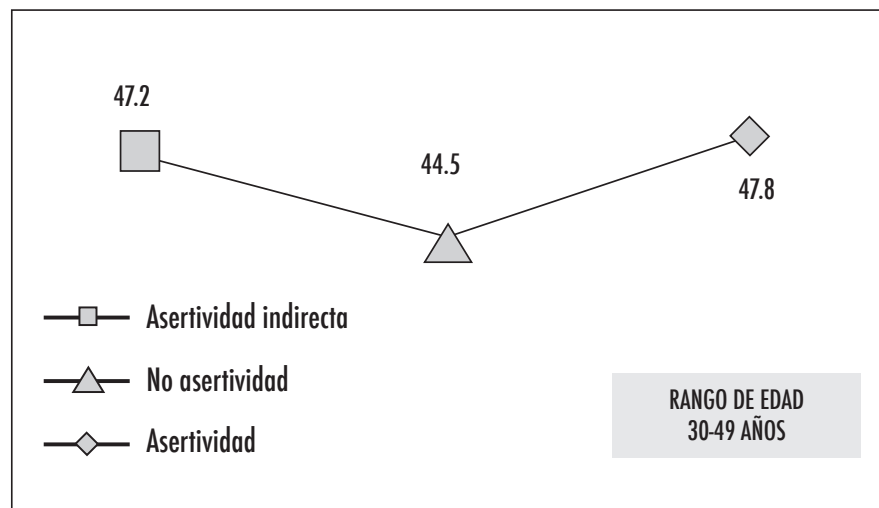 47.2
44.5
47.8
Asertividad indirecta
No asertividad
Asertividad
RANGO DE EDAD
30-49 AÑOS